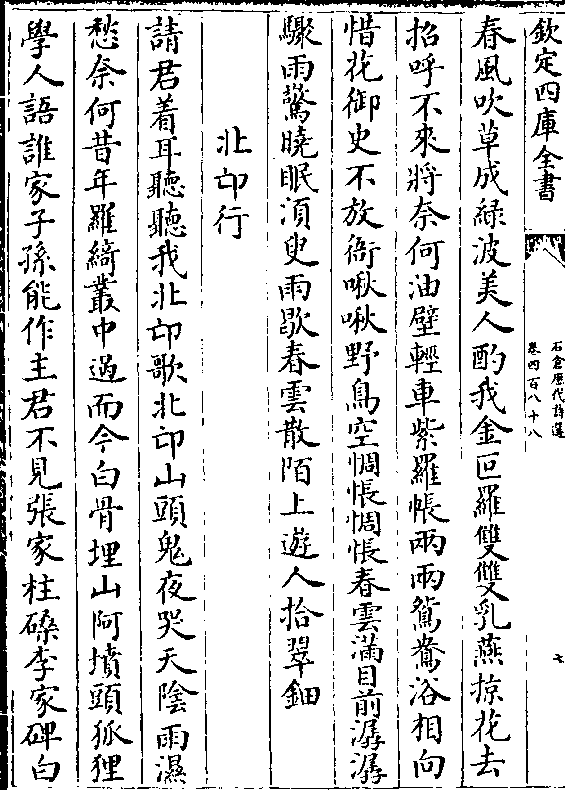 欽定四庫全書
石倉歷代詩選
卷四百八十八
七
春風吹草成緑波美人酌我金叵羅雙雙乳燕掠花去
招呼不來將奈何油壁輕車紫羅帳兩兩鴛鴦浴相向
惜花御史不放衙啾啾野鳥空惆悵惆悵春雲滿目前潺潺
驟雨驚曉眠湏臾雨歇春雲散陌上遊人拾翠鈿
北邙行
請君着耳聽聽我北邙歌北邙山頭鬼夜哭天隂雨濕
愁奈何昔年羅綺叢中過而今白骨埋山阿墳頭狐狸
學人語誰家子孫能作主君不見張家柱礎李家碑白